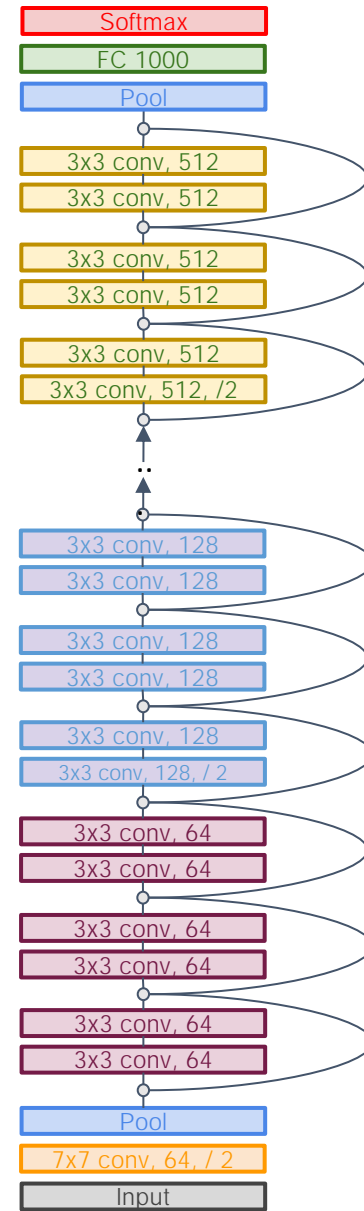 Softmax
FC 1000
Pool
3x3 conv, 512
3x3 conv, 512
3x3 conv, 512
3x3 conv, 512
3x3 conv, 512
3x3 conv, 512, /2
..
.
3x3 conv, 128
3x3 conv, 128
3x3 conv, 128
3x3 conv, 128
3x3 conv, 128
3x3 conv, 128, / 2
3x3 conv, 64
3x3 conv, 64
3x3 conv, 64
3x3 conv, 64
3x3 conv, 64
3x3 conv, 64
Pool
7x7 conv, 64, / 2
Input